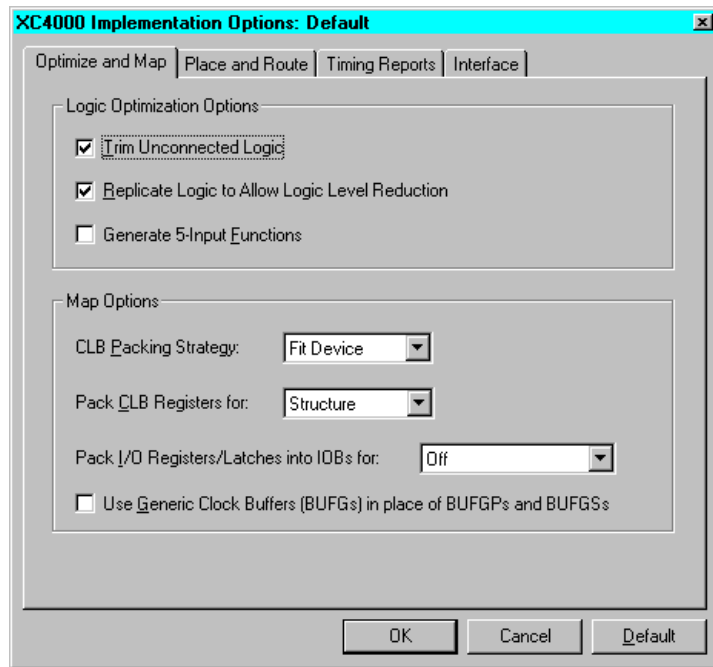 XC4000 Implementation Options: Default
Optimize and Map Place and Route Timing Reports Interface
Logic Optimization Options
Trim Unconnected Logic
Replicate Logic to Allow Logic Level Reduction
Generate 5-Input Functions
Map Options
CLB Packing Strategy: Fit Device
Pack CLB Registers for: Structure
Pack I/O Registers/Latches into IOBs for: Off
Use Generic Clock Buffers (BUFGs) in place of BUFGPs and BUFGSs
OK Cancel Default